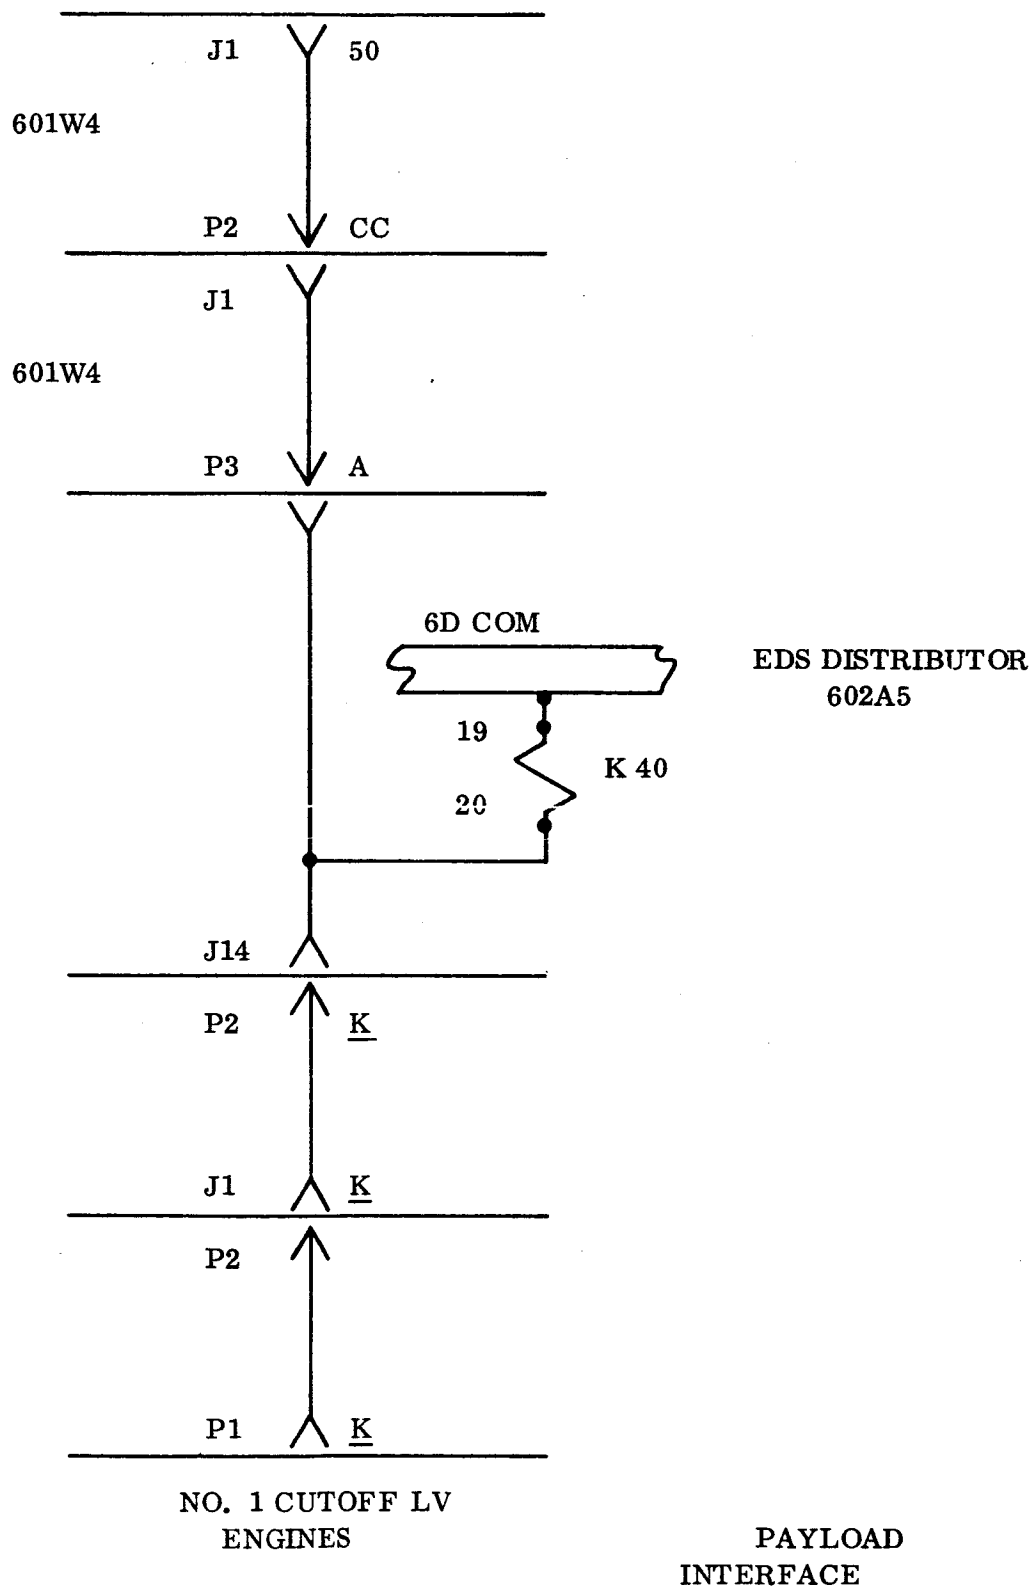 J1 50
601W4
P2 CC
J1
601W4
P3 A
6D COM
EDS DISTRIBUTOR
602A5
19
K 40
20
J14
P2 K
J1 K
P2
P1 K
NO. 1 CUTOFF LV
ENGINES
PAYLOAD
INTERFACE